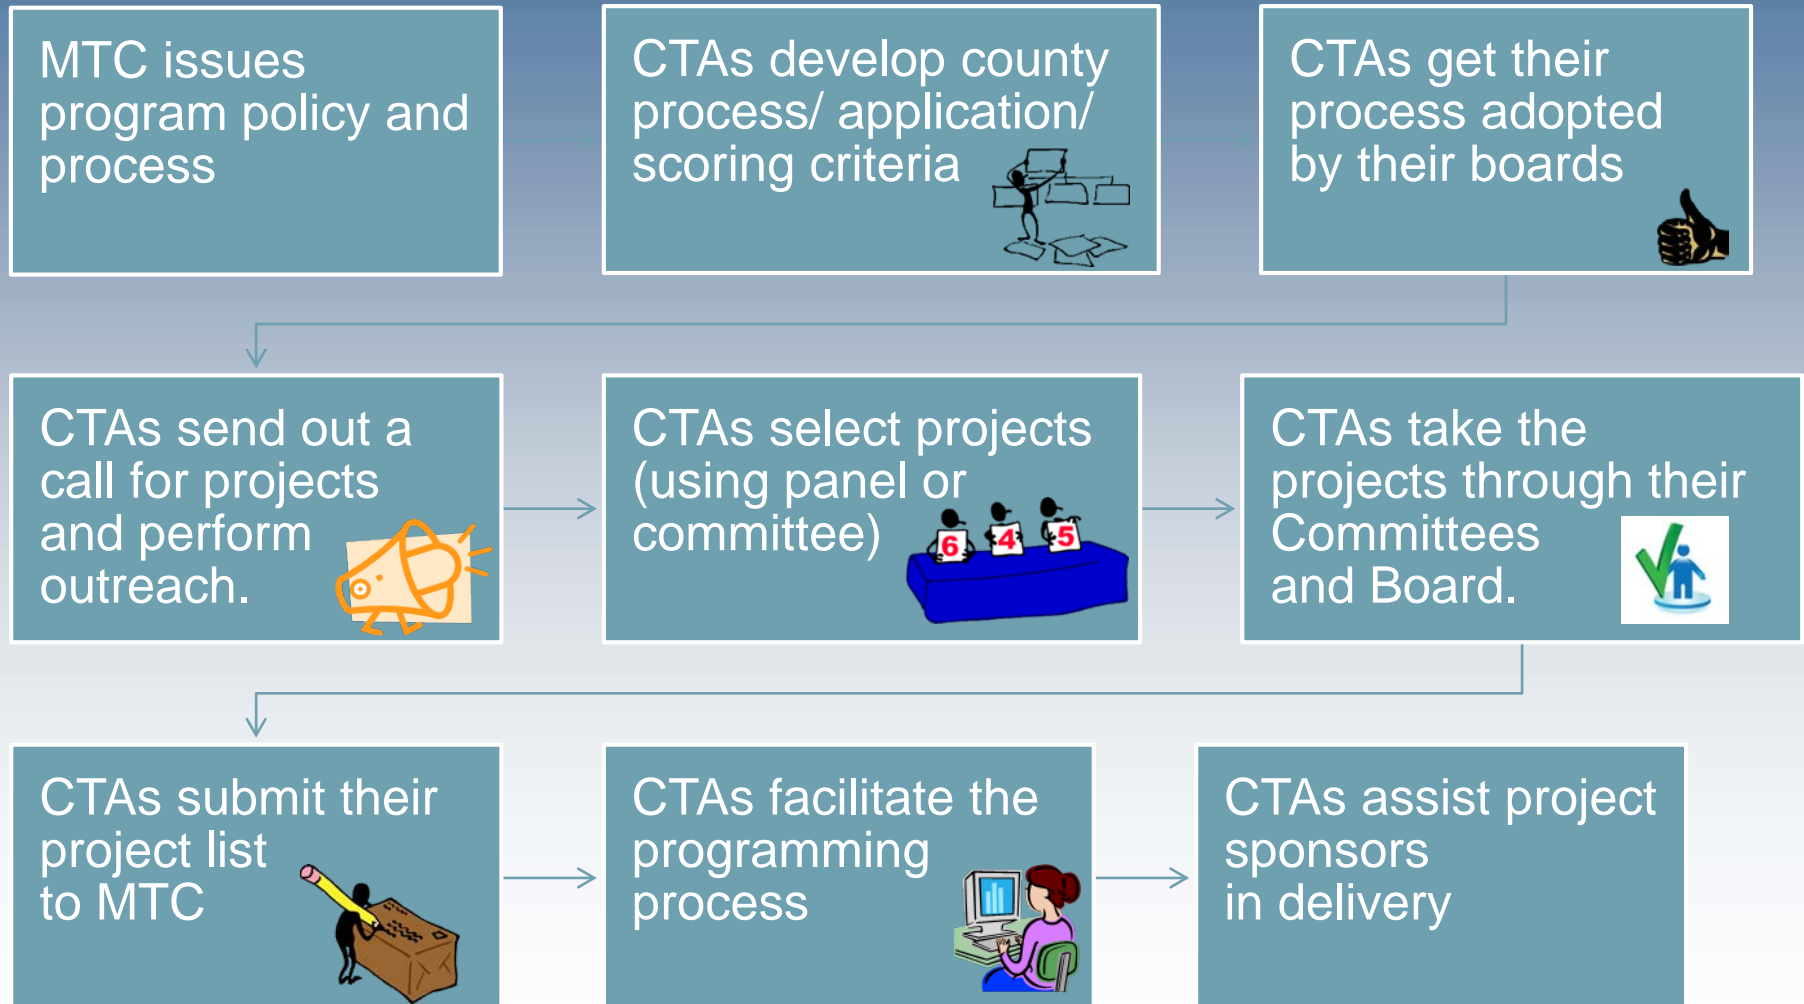 MTC issues
program policy and
process
CTAs develop county
process/ application/
scoring criteria
CTAs get their
process adopted
by their boards
CTAs send out a
call for projects
and perform
outreach.
CTAs select projects
(using panel or
committee)
6 4 5
CTAs take the
projects through their
Committees
and Board.
CTAs submit their
project list
to MTC
CTAs facilitate the
programming
process
CTAs assist project
sponsors
in delivery